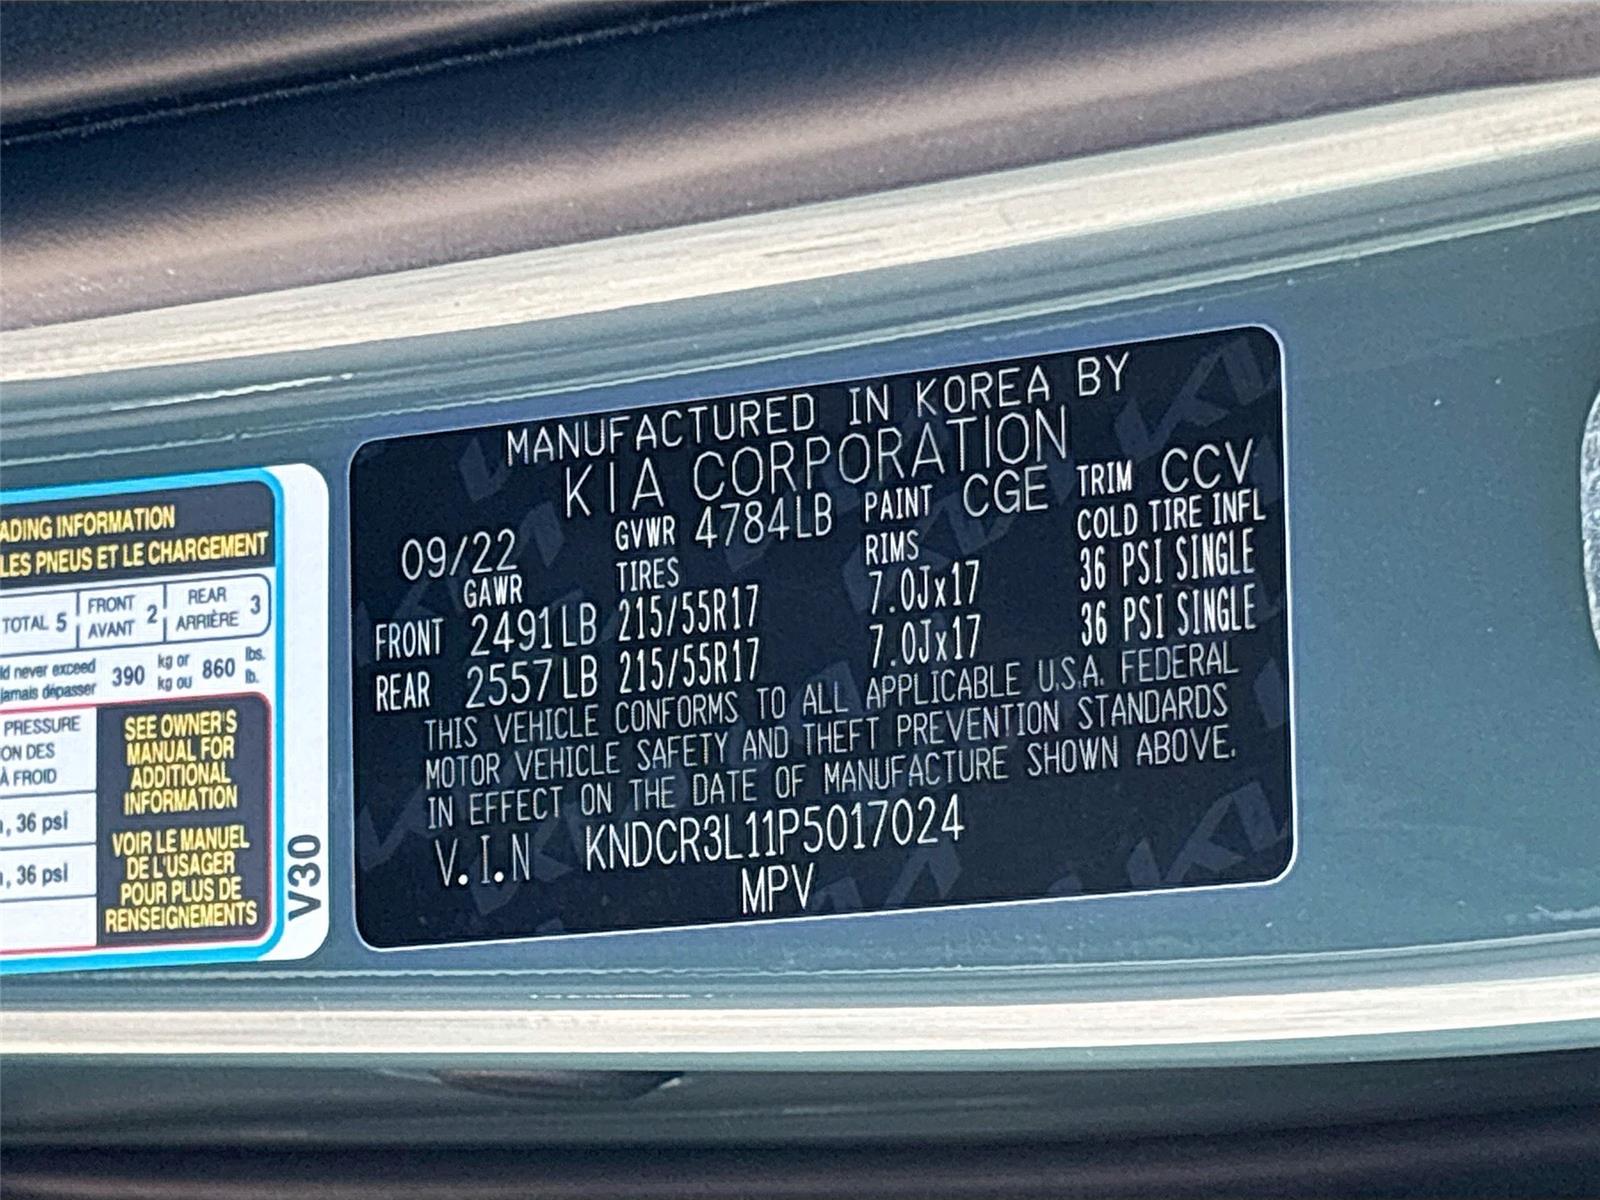 ADING INFORMATION
LES PNEUS ET LE CHARGEMENT
TOTAL 5 FRONT AVANT 2 REAR ARRIÈRE 3
ld never exceed 390 kg or 860 lbs.
jamais dépasser kg ou lb.
PRESSURE
ON DES
À FROID
, 36 psi
, 36 psi
SEE OWNER'S
MANUAL FOR
ADDITIONAL
INFORMATION
VOIR LE MANUEL
DE L'USAGER
POUR PLUS DE
RENSEIGNEMENTS
V30
MANUFACTURED IN KOREA BY
KIA CORPORATION
09/22 GVWR 4784LB PAINT CGE TRIM CCV
GAWR TIRES RIMS COLD TIRE INFL
FRONT 2491LB 215/55R17 7.0Jx17 36 PSI SINGLE
REAR 2557LB 215/55R17 7.0Jx17 36 PSI SINGLE
THIS VEHICLE CONFORMS TO ALL APPLICABLE U.S.A. FEDERAL
MOTOR VEHICLE SAFETY AND THEFT PREVENTION STANDARDS
IN EFFECT ON THE DATE OF MANUFACTURE SHOWN ABOVE.
V.I.N KNDCR3L11P5017024
MPV